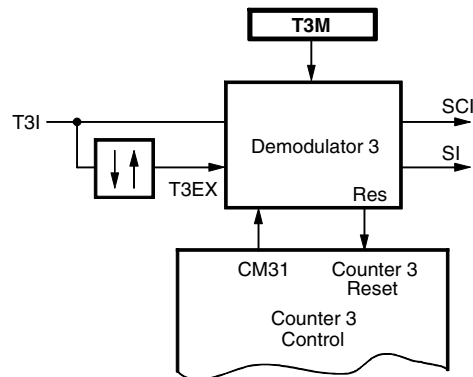 T3M
T3I
SCI
Demodulator 3
SI
T3EX
Res
CM31
Counter 3
Reset
Counter 3
Control